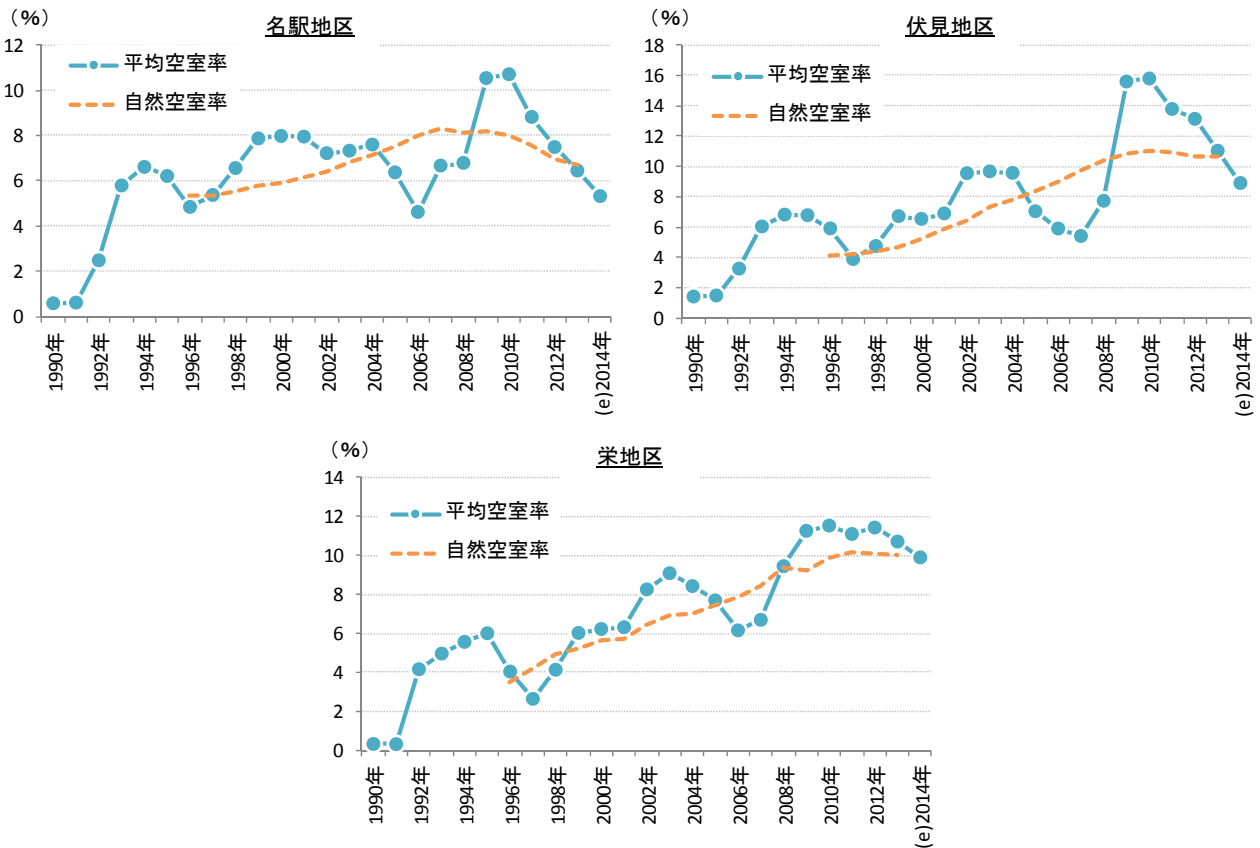 （%）
名駅地区
平均空室率
自然空室率
12
10
8
6
4
2
0
1990年
1992年
1994年
1996年
1998年
2000年
2002年
2004年
2006年
2008年
2010年
2012年
(e)2014年
（%）
伏見地区
平均空室率
自然空室率
18
16
14
12
10
8
6
4
2
0
1990年
1992年
1994年
1996年
1998年
2000年
2002年
2004年
2006年
2008年
2010年
2012年
(e)2014年
（%）
栄地区
平均空室率
自然空室率
14
12
10
8
6
4
2
0
1990年
1992年
1994年
1996年
1998年
2000年
2002年
2004年
2006年
2008年
2010年
2012年
(e)2014年